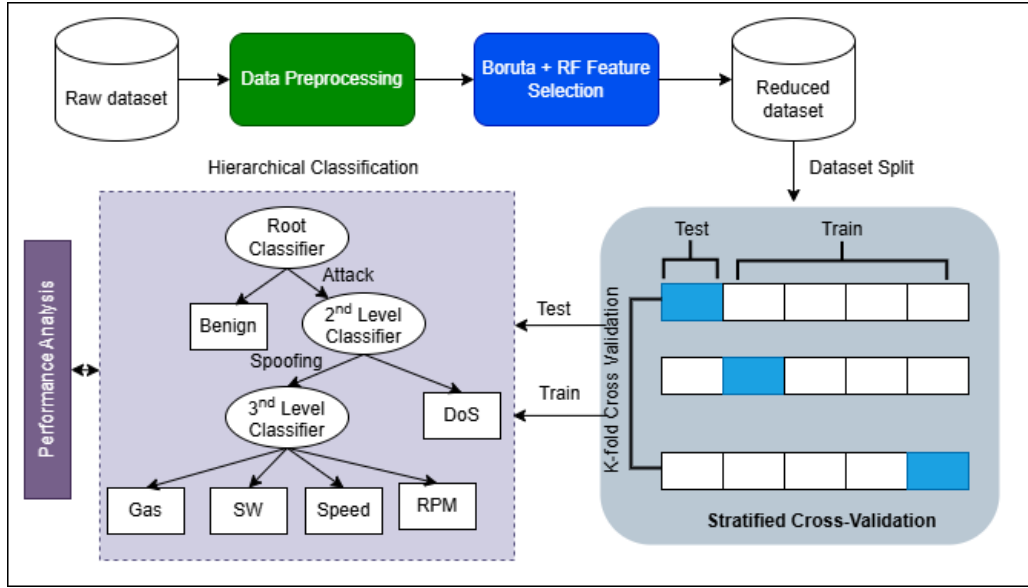 Raw dataset
Data Preprocessing
Boruta + RF Feature
Selection
Reduced
dataset
Dataset Split
Hierarchical Classification
Root
Classifier
Attack
Benign
2nd Level
Classifier
Spoofing
3nd Level
Classifier
DoS
Gas
SW
Speed
RPM
Performance Analysis
Test
Train
Test
Train
K-fold Cross Validation
Stratified Cross-Validation